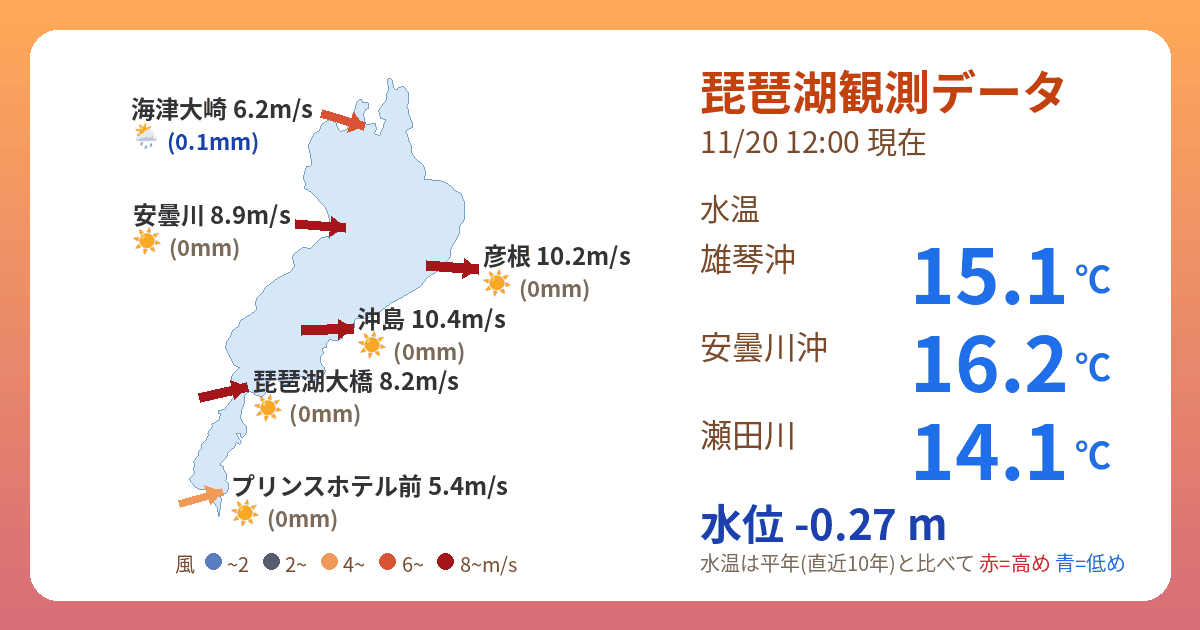 海津大崎 6.2m/s
(0.1mm)
安曇川 8.9m/s
(0mm)
彦根 10.2m/s
(0mm)
沖島 10.4m/s
(0mm)
琵琶湖大橋 8.2m/s
(0mm)
プリンスホテル前 5.4m/s
(0mm)
風 ~2 2~ 4~ 6~ 8~m/s
琵琶湖観測データ
11/20 12:00 現在
水温
雄琴沖 15.1 ℃
安曇川沖 16.2 ℃
瀬田川 14.1 ℃
水位 -0.27 m
水温は平年(直近10年)と比べて 赤=高め 青=低め